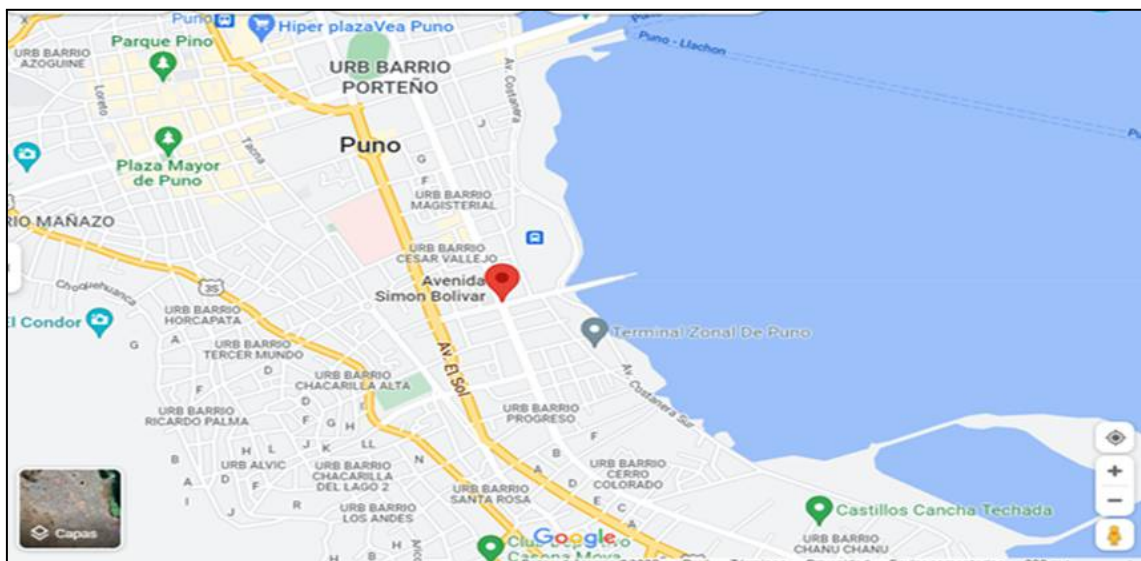 Puno
Hiper plazaVea Puno
Puno - Llachon
Parque Pino
URB BARRIO
AZOGUINE
URB BARRIO
PORTEÑO
Av. Costanera
Loreto
Tacna
J
Puno
G
F
Plaza Mayor
de Puno
URB BARRIO
MAGISTERIAL
RIO MAÑAZO
URB BARRIO
CESAR VALLEJO
Avenida
Simon Bolivar
Choquehuanca
35
URB BARRIO
HORCAPATA
El Condor
G
A
URB BARRIO
TERCER MUNDO
Terminal Zonal De Puno
Av. El Sol
D
URB BARRIO
CHACARILLA ALTA
Av. Costanera Sur
F
URB BARRIO
RICARDO PALMA
D
I
F
G
H
URB BARRIO
PROGRESO
F
H
L
J
K
LL
B
B
URB ALVIC
URB BARRIO
CHACARILLA
DEL LAGO 2
N
A
D
URB BARRIO
CERRO
COLORADO
A
D
F
I
J
R
URB BARRIO
LOS ANDES
URB BARRIO
SANTA ROSA
E
C
A
Capas
Google
Castillos Cancha Techada
URB BARRIO
CHANU CHANU